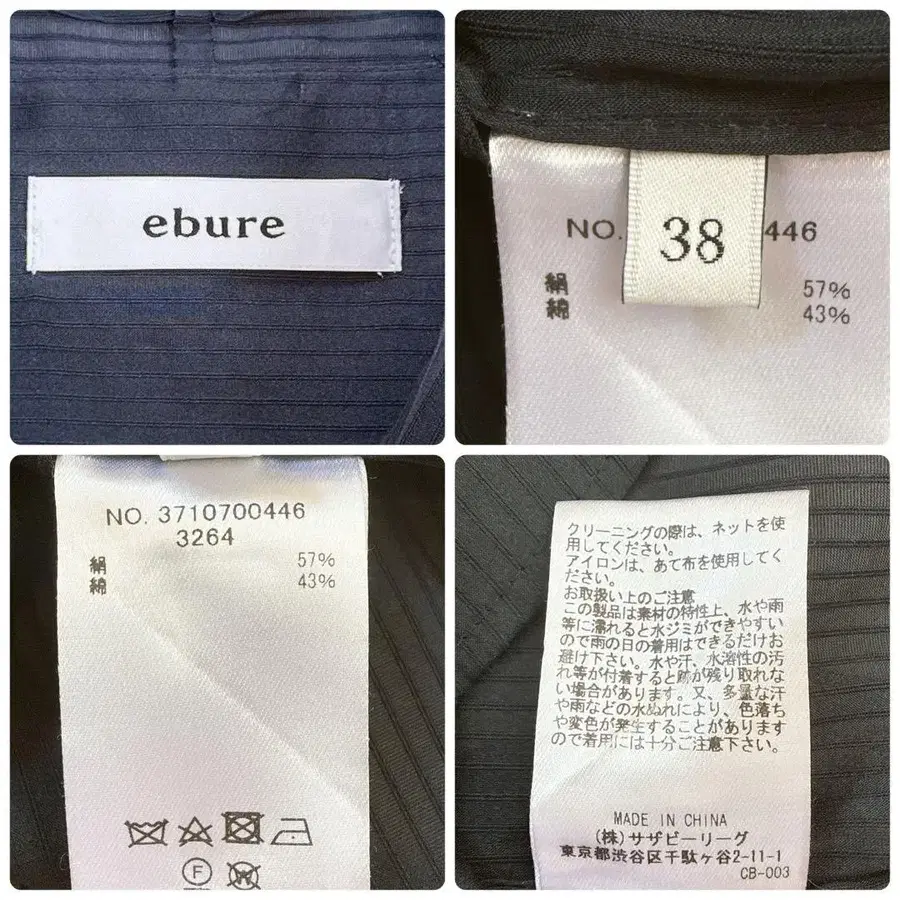 ebure
NO. 38 446
絹 57%
綿 43%
NO. 3710700446
3264
絹 57%
綿 43%
F
W
クリーニングの際は、ネットを使
用してください。
アイロンは、あて布を使用してく
ださい。
お取扱い上のご注意
この製品は素材の特性上、水や雨
等に濡れると水ジミができやすい
ので雨の日の着用はできるだけお
避け下さい。水や汗、水溶性の汚
れ等が付着すると跡が残り取れな
い場合があります。又、多量な汗
や雨などの水ぬれにより、色落ち
や変色が発生することがあります
ので着用には十分ご注意下さい。
MADE IN CHINA
(株)サザビーリーグ
東京都渋谷区千駄ヶ谷2-11-1
CB-003